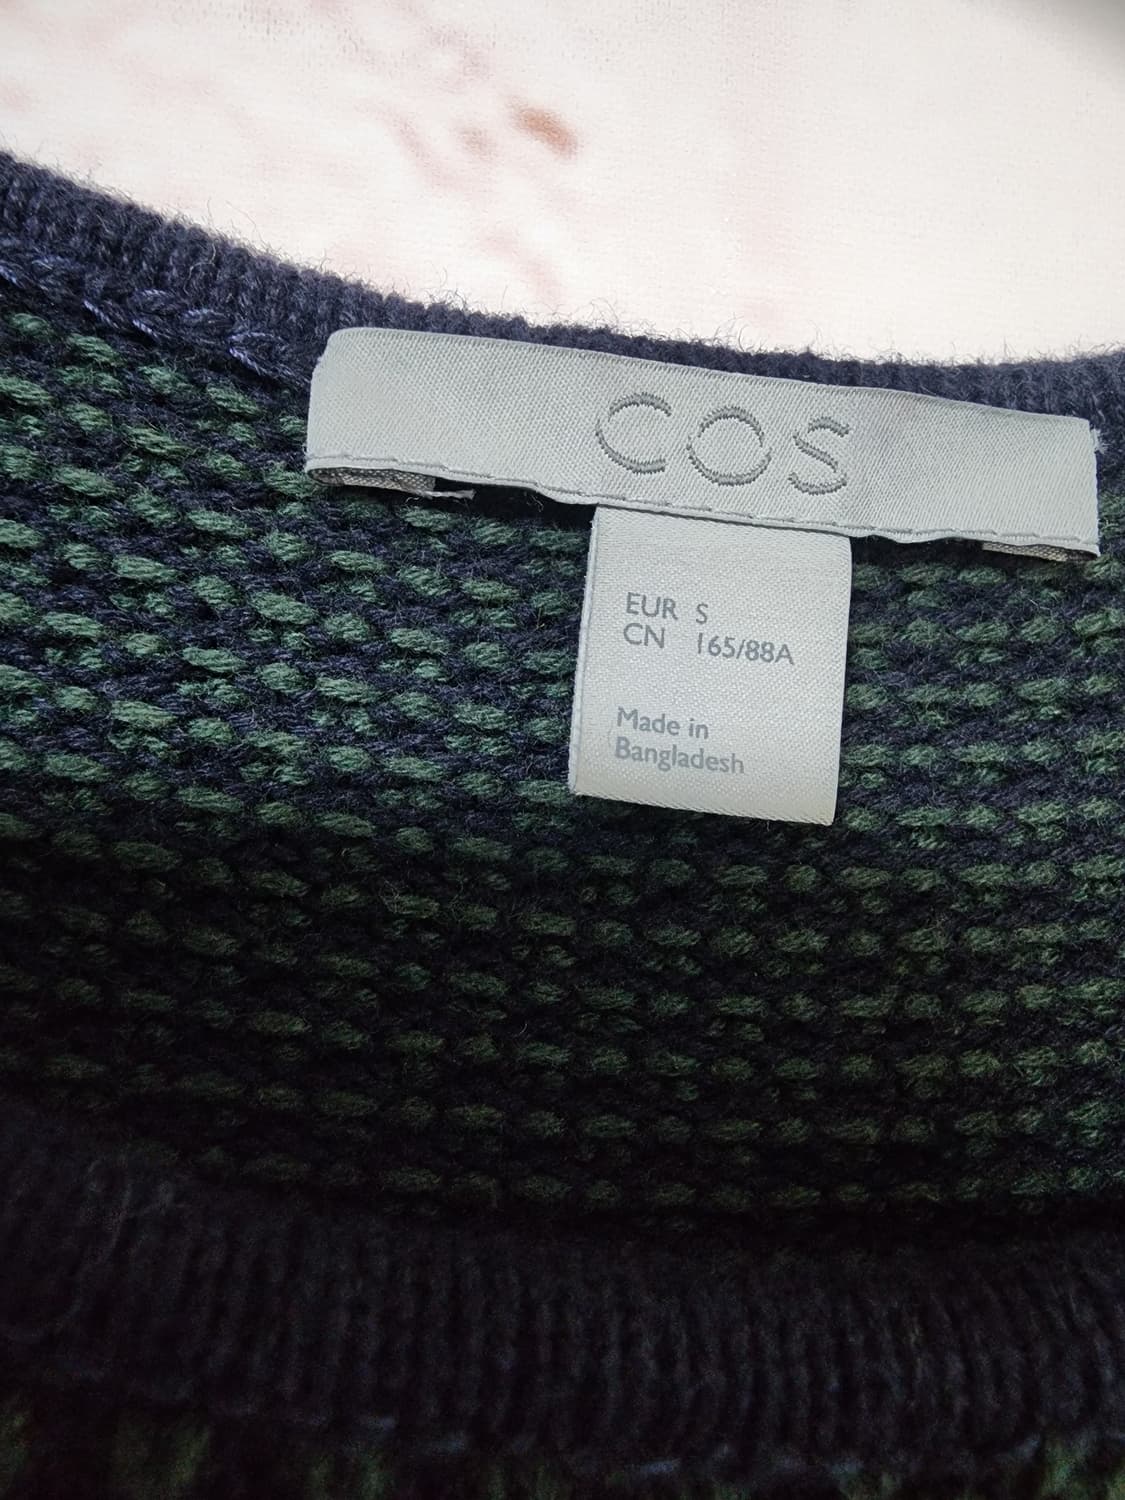 COS
EUR S
CN 165/88A
Made in
Bangladesh